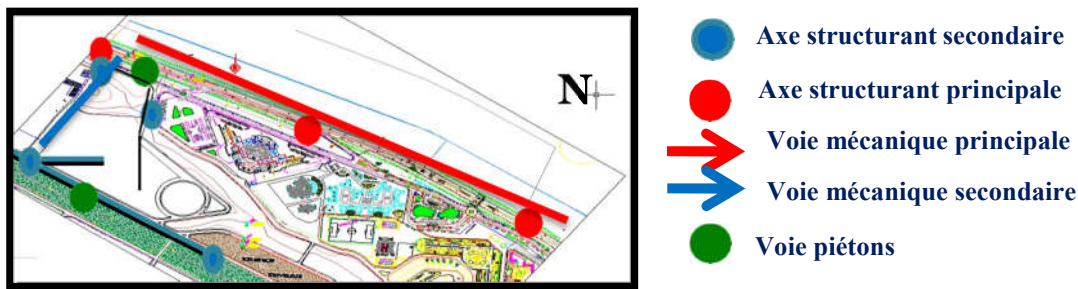 N
Axe structurant secondaire
Axe structurant principale
Voie mécanique principale
Voie mécanique secondaire
Voie piétons